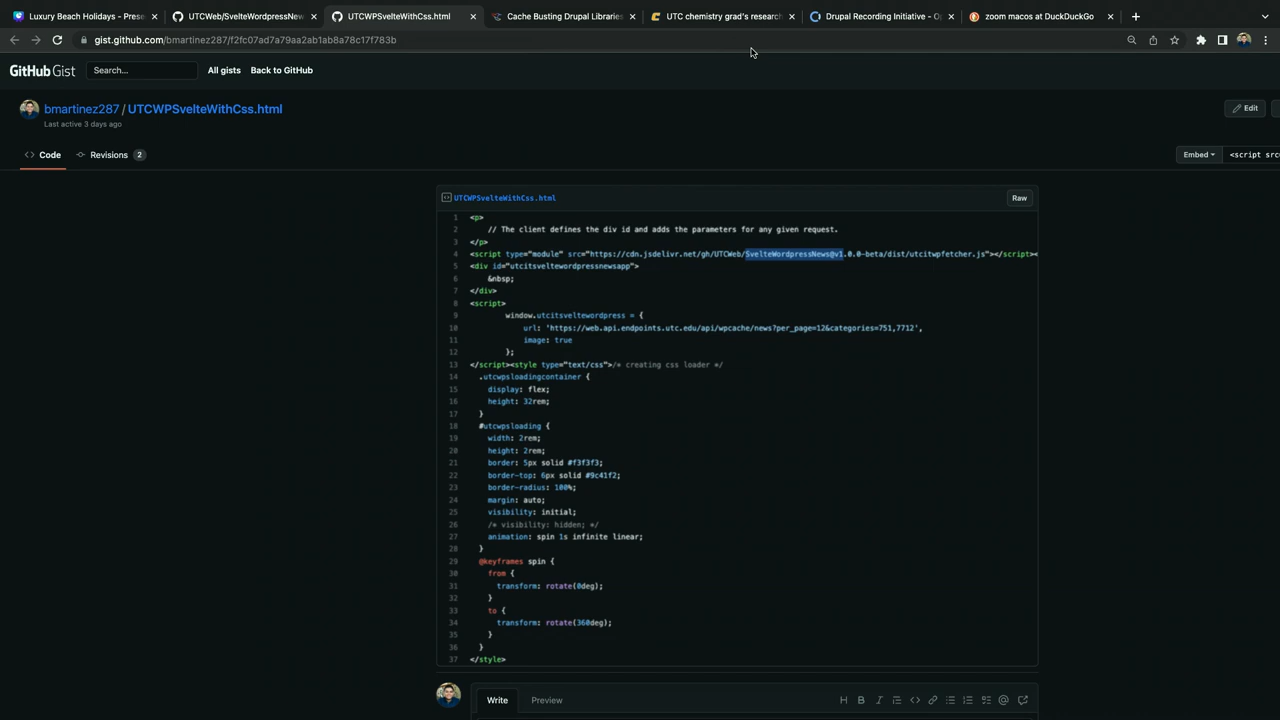 Luxury Beach Holidays - Prese
UTCWeb/SvelteWordpressNew
UTCWPSvelteWithCss.html
Cache Busting Drupal Libraries
UTC chemistry grad's research
Drupal Recording Initiative - O
zoom macos at DuckDuckGo
gist.github.com/bmartinez287/f2fc07ad7a79aa2ab1ab8a78c17f783b
GitHub Gist
Search...
All gists
Back to GitHub
bmartinez287 / UTCWPSvelteWithCss.html
Edit
Last active 3 days ago
Code
Revisions 2
Embed
<script src
UTCWPSvelteWithCss.html
Raw
1 <p>
2 // The client defines the div id and adds the parameters for any given request.
3 </p>
4 <script type="module" src="https://cdn.jsdelivr.net/gh/UTCWeb/SvelteWordpressNews@v1.0.0-beta/dist/utcitwpfetcher.js"></script><
5 <div id="utcitsveltewordpressnewsapp">
6 &nbsp;
7 </div>
8 <script>
9 window.utcitsveltewordpress = {
10 url: 'https://web.api.endpoints.utc.edu/api/wpcache/news?per_page=12&categories=751,7712',
11 image: true
12 };
13 </script><style type="text/css">/* creating css loader */
14 .utcwpsloadingcontainer {
15 display: flex;
16 height: 32rem;
17 }
18 #utcwpsloading {
19 width: 2rem;
20 height: 2rem;
21 border: 5px solid #f3f3f3;
22 border-top: 6px solid #9c41f2;
23 border-radius: 100%;
24 margin: auto;
25 visibility: initial;
26 /* visibility: hidden; */
27 animation: spin 1s infinite linear;
28 }
29 @keyframes spin {
30 from {
31 transform: rotate(0deg);
32 }
33 to {
34 transform: rotate(360deg);
35 }
36 }
37 </style>
Write
Preview